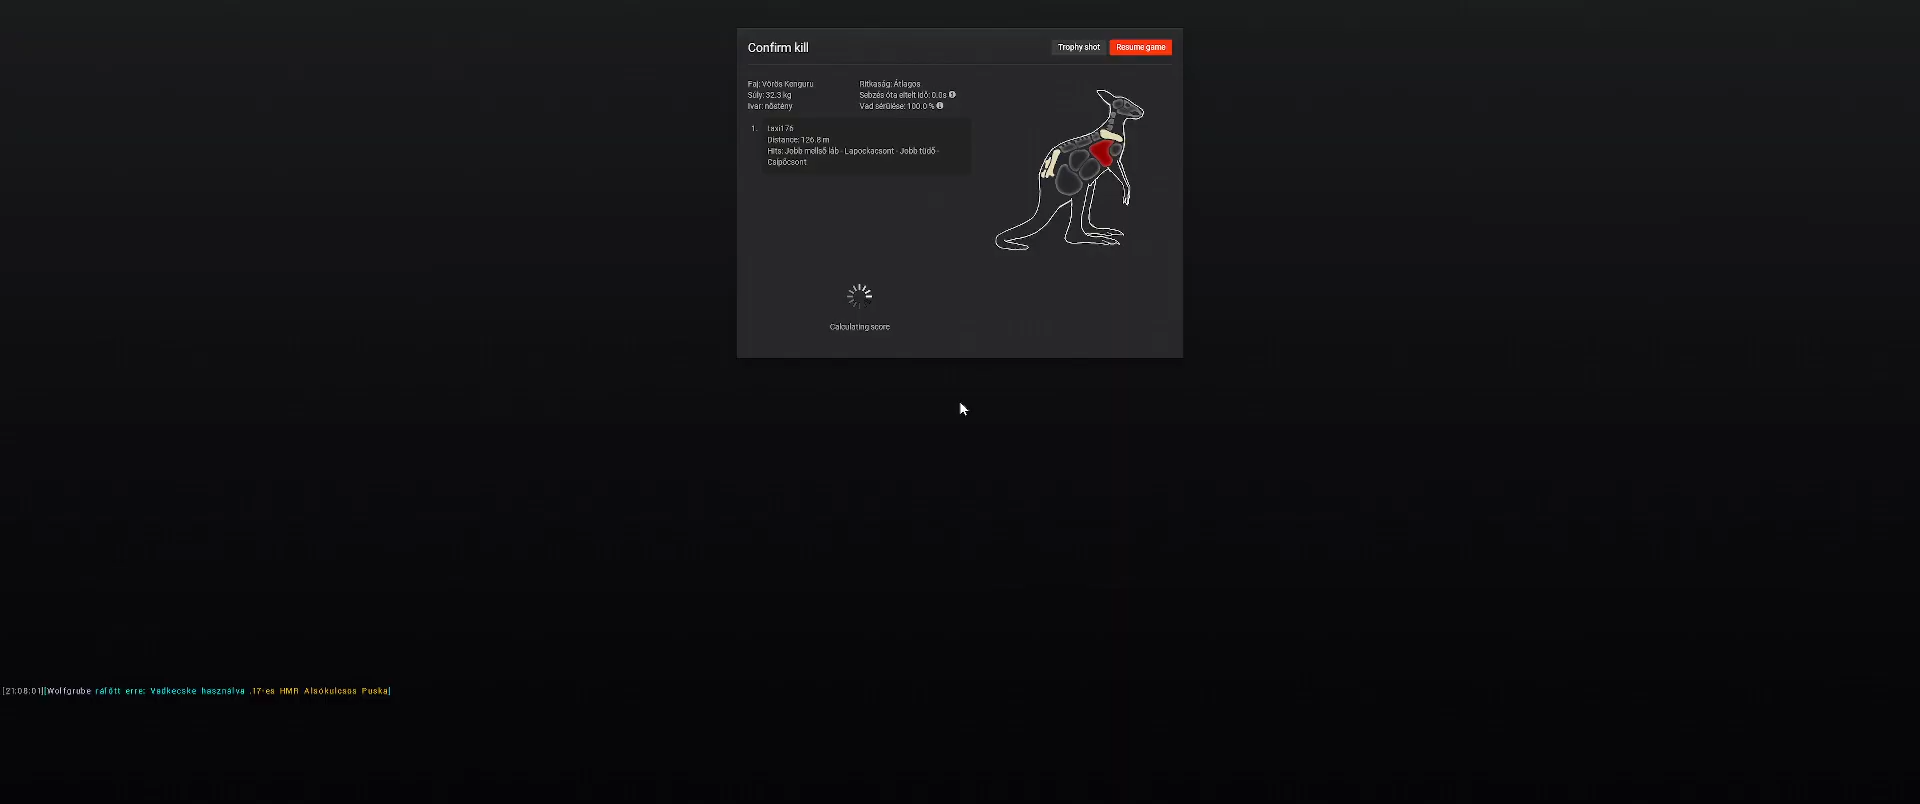 Confirm kill
Trophy shot
Resume game
Faj: Vörös Kenguru
Súly: 32.3 kg
Ivar: nőstény
Ritkaság: Átlagos
Sebzés óta eltelt idő: 0.0s
Vad sérülése: 100.0 %
1. taxi176
Distance: 126.8 m
Hits: Jobb mellső láb - Lapockacsont - Jobb tüdő -
Csípőcsont
Calculating score
[21:08:01][Wolfgrube rálőtt erre: Vadkecske használva .17-es HMR Alsókulcsos Puska]